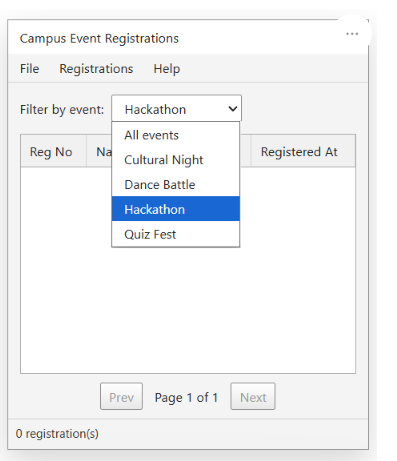 Campus Event Registrations ...
File Registrations Help
Filter by event: Hackathon
All events
Reg No Na Registered At
Cultural Night
Dance Battle
Hackathon
Quiz Fest
Prev Page 1 of 1 Next
0 registration(s)